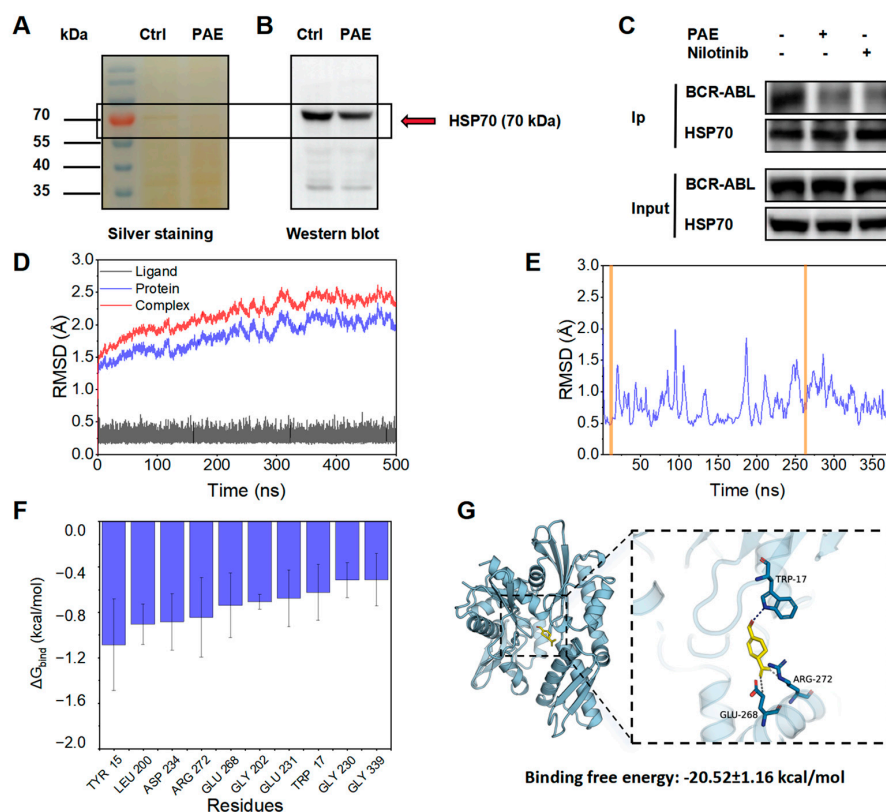 A
B
C
kDa
Ctrl
PAE
Ctrl
PAE
PAE
-
+
-
Nilotinib
-
-
+
70
55
40
35
HSP70 (70 kDa)
Ip
BCR-ABL
HSP70
Input
BCR-ABL
HSP70
Silver staining
Western blot
D
RMSD (Å)
3.0
2.5
2.0
1.5
1.0
0.5
0.0
Ligand
Protein
Complex
0
100
200
300
400
500
Time (ns)
E
RMSD (Å)
3.0
2.5
2.0
1.5
1.0
0.5
0.0
50
100
150
200
250
300
350
Time (ns)
F
ΔGbind (kcal/mol)
0.0
−0.4
−0.8
−1.2
−1.6
−2.0
TYR 15
LEU 200
ASP 234
ARG 272
GLU 268
GLY 202
GLU 231
TRP 17
GLY 230
GLY 339
Residues
G
TRP-17
ARG-272
GLU-268
Binding free energy: -20.52±1.16 kcal/mol